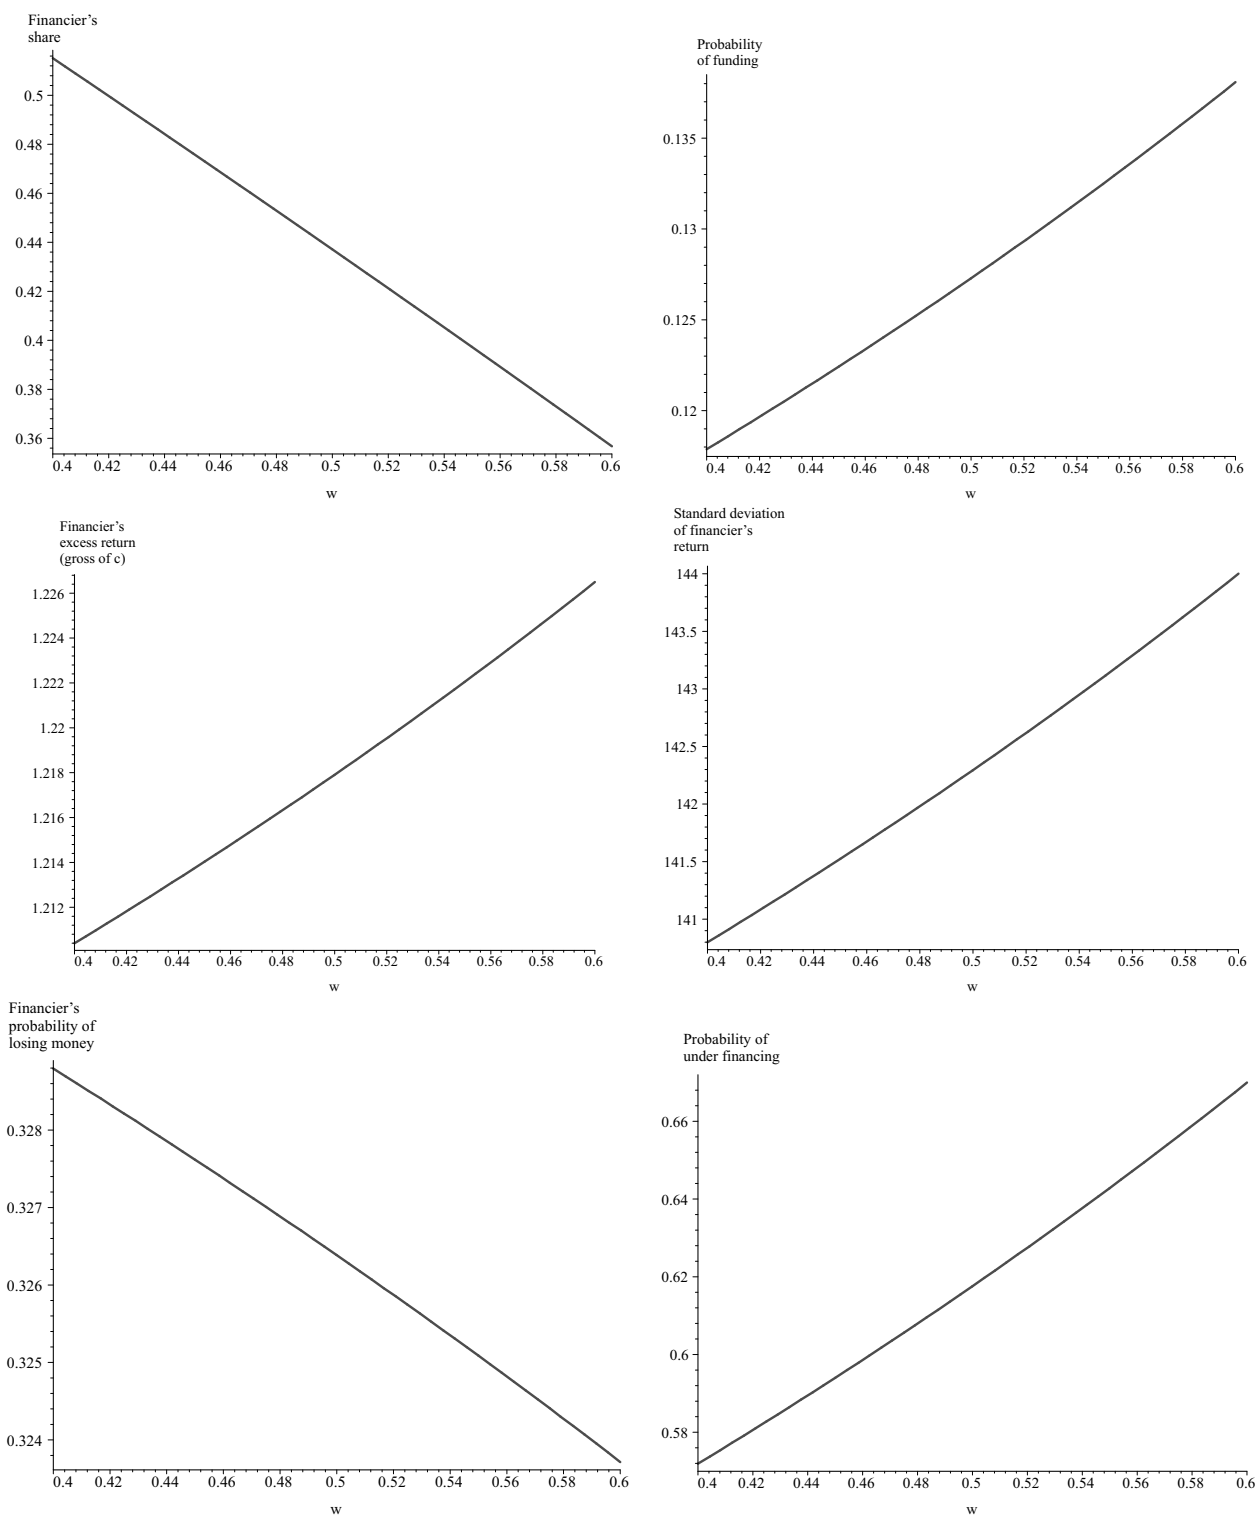 Financier’s
share
0.5
0.48
0.46
0.44
0.42
0.4
0.38
0.36
0.4 0.42 0.44 0.46 0.48 0.5 0.52 0.54 0.56 0.58 0.6
w
Probability
of funding
0.135
0.13
0.125
0.12
0.4 0.42 0.44 0.46 0.48 0.5 0.52 0.54 0.56 0.58 0.6
w
Financier’s
excess return
(gross of c)
1.226
1.224
1.222
1.22
1.218
1.216
1.214
1.212
0.4 0.42 0.44 0.46 0.48 0.5 0.52 0.54 0.56 0.58 0.6
w
Standard deviation
of financier’s
return
144
143.5
143
142.5
142
141.5
141
0.4 0.42 0.44 0.46 0.48 0.5 0.52 0.54 0.56 0.58 0.6
w
Financier’s
probability of
losing money
0.328
0.327
0.326
0.325
0.324
0.4 0.42 0.44 0.46 0.48 0.5 0.52 0.54 0.56 0.58 0.6
w
Probability of
under financing
0.66
0.64
0.62
0.6
0.58
0.4 0.42 0.44 0.46 0.48 0.5 0.52 0.54 0.56 0.58 0.6
w